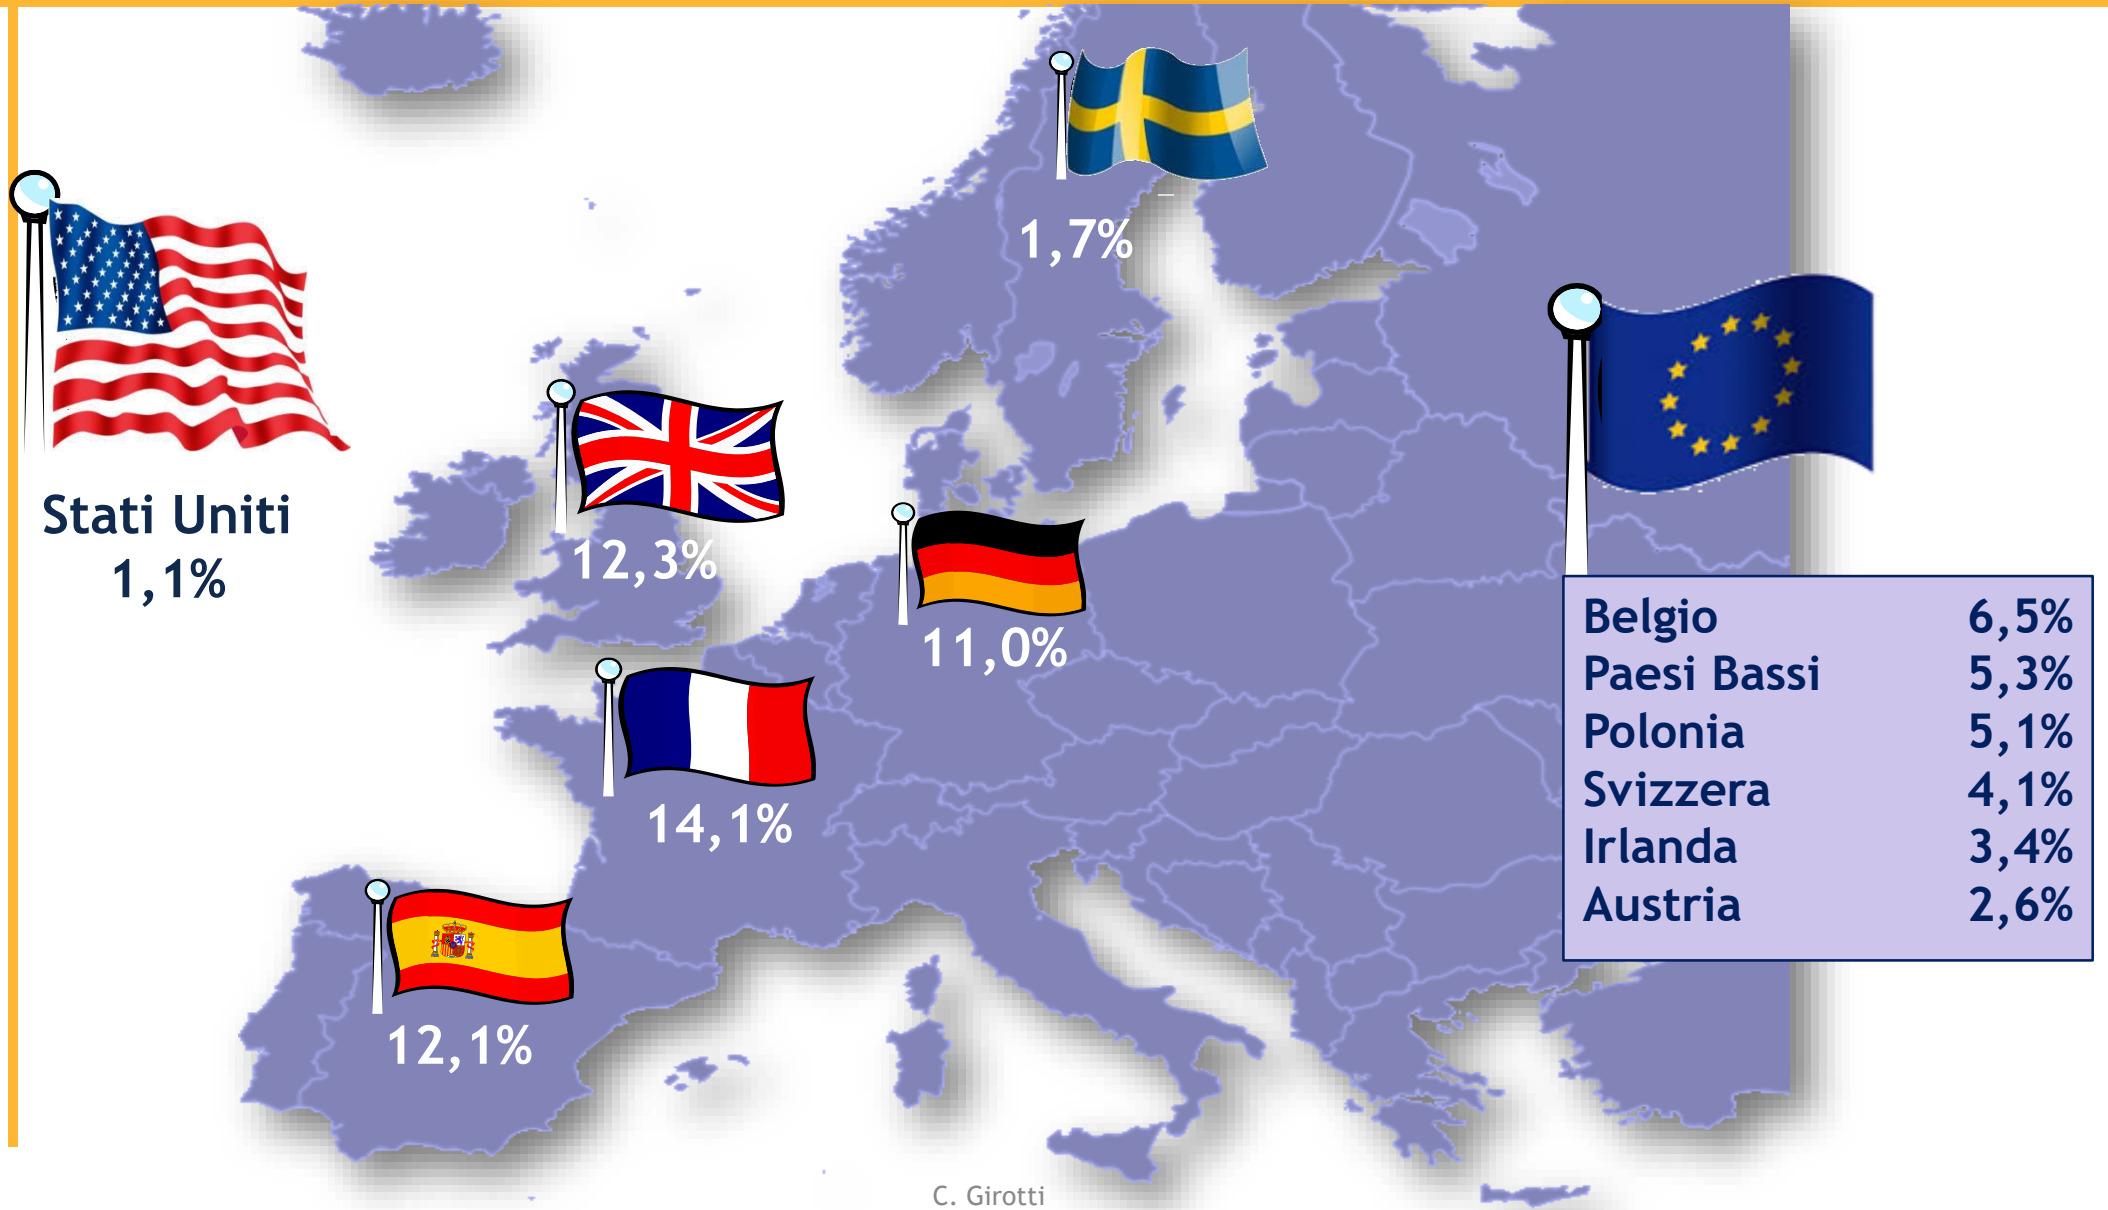 1,7%
Stati Uniti
1,1%
12,3%
11,0%
14,1%
12,1%
Belgio 6,5%
Paesi Bassi 5,3%
Polonia 5,1%
Svizzera 4,1%
Irlanda 3,4%
Austria 2,6%
C. Girotti